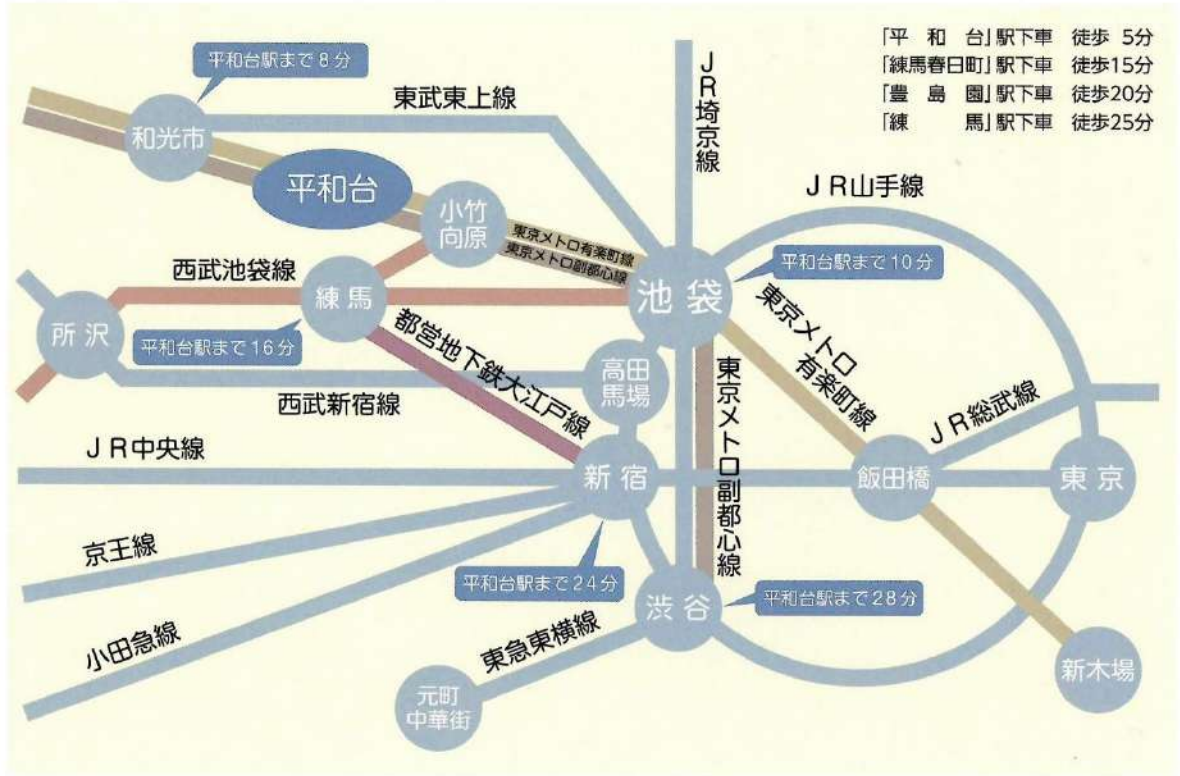 「平和台」駅下車 徒歩 5分
「練馬春日町」駅下車 徒歩15分
「豊島園」駅下車 徒歩20分
「練馬」駅下車 徒歩25分
平和台駅まで8分
和光市
東武東上線
JR埼京線
平和台
小竹
向原
東京メトロ有楽町線
東京メトロ副都心線
JR山手線
西武池袋線
練馬
池袋
平和台駅まで10分
所沢
平和台駅まで16分
都営地下鉄大江戸線
高田
馬場
西武新宿線
東京メトロ
有楽町線
東京メトロ副都心線
JR総武線
JR中央線
新宿
飯田橋
東京
京王線
平和台駅まで24分
渋谷
平和台駅まで28分
小田急線
東急東横線
元町
中華街
新木場